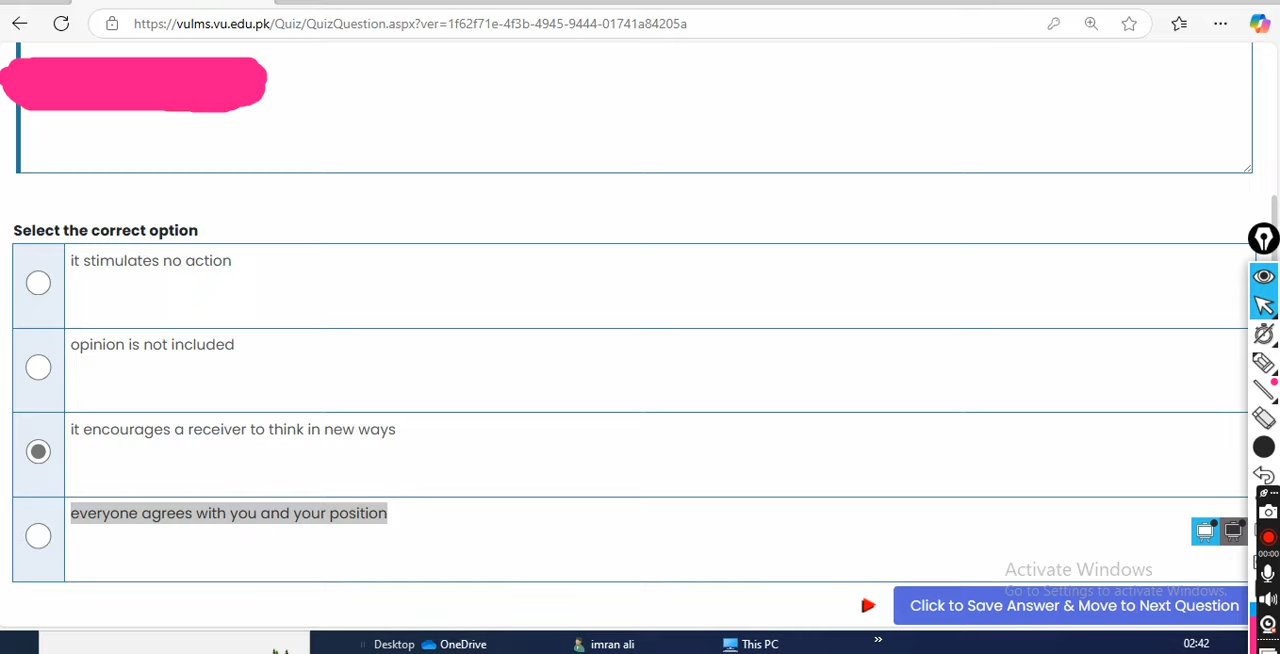 https://vulms.vu.edu.pk/Quiz/QuizQuestion.aspx?ver=1f62f71e-4f3b-4945-9444-01741a84205a
Select the correct option
it stimulates no action
opinion is not included
it encourages a receiver to think in new ways
everyone agrees with you and your position
Activate Windows
Go to Settings to activate Windows.
Click to Save Answer & Move to Next Question
00:00
Desktop OneDrive imran ali This PC » 02:42